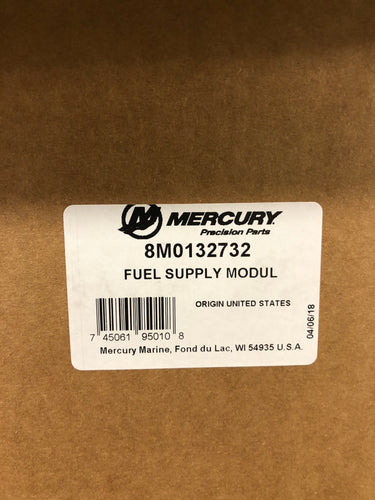 MERCURY
Precision Parts
8M0132732
FUEL SUPPLY MODUL
ORIGIN UNITED STATES
7 45061 95010 8
04/06/18
Mercury Marine, Fond du Lac, WI 54935 U.S.A.